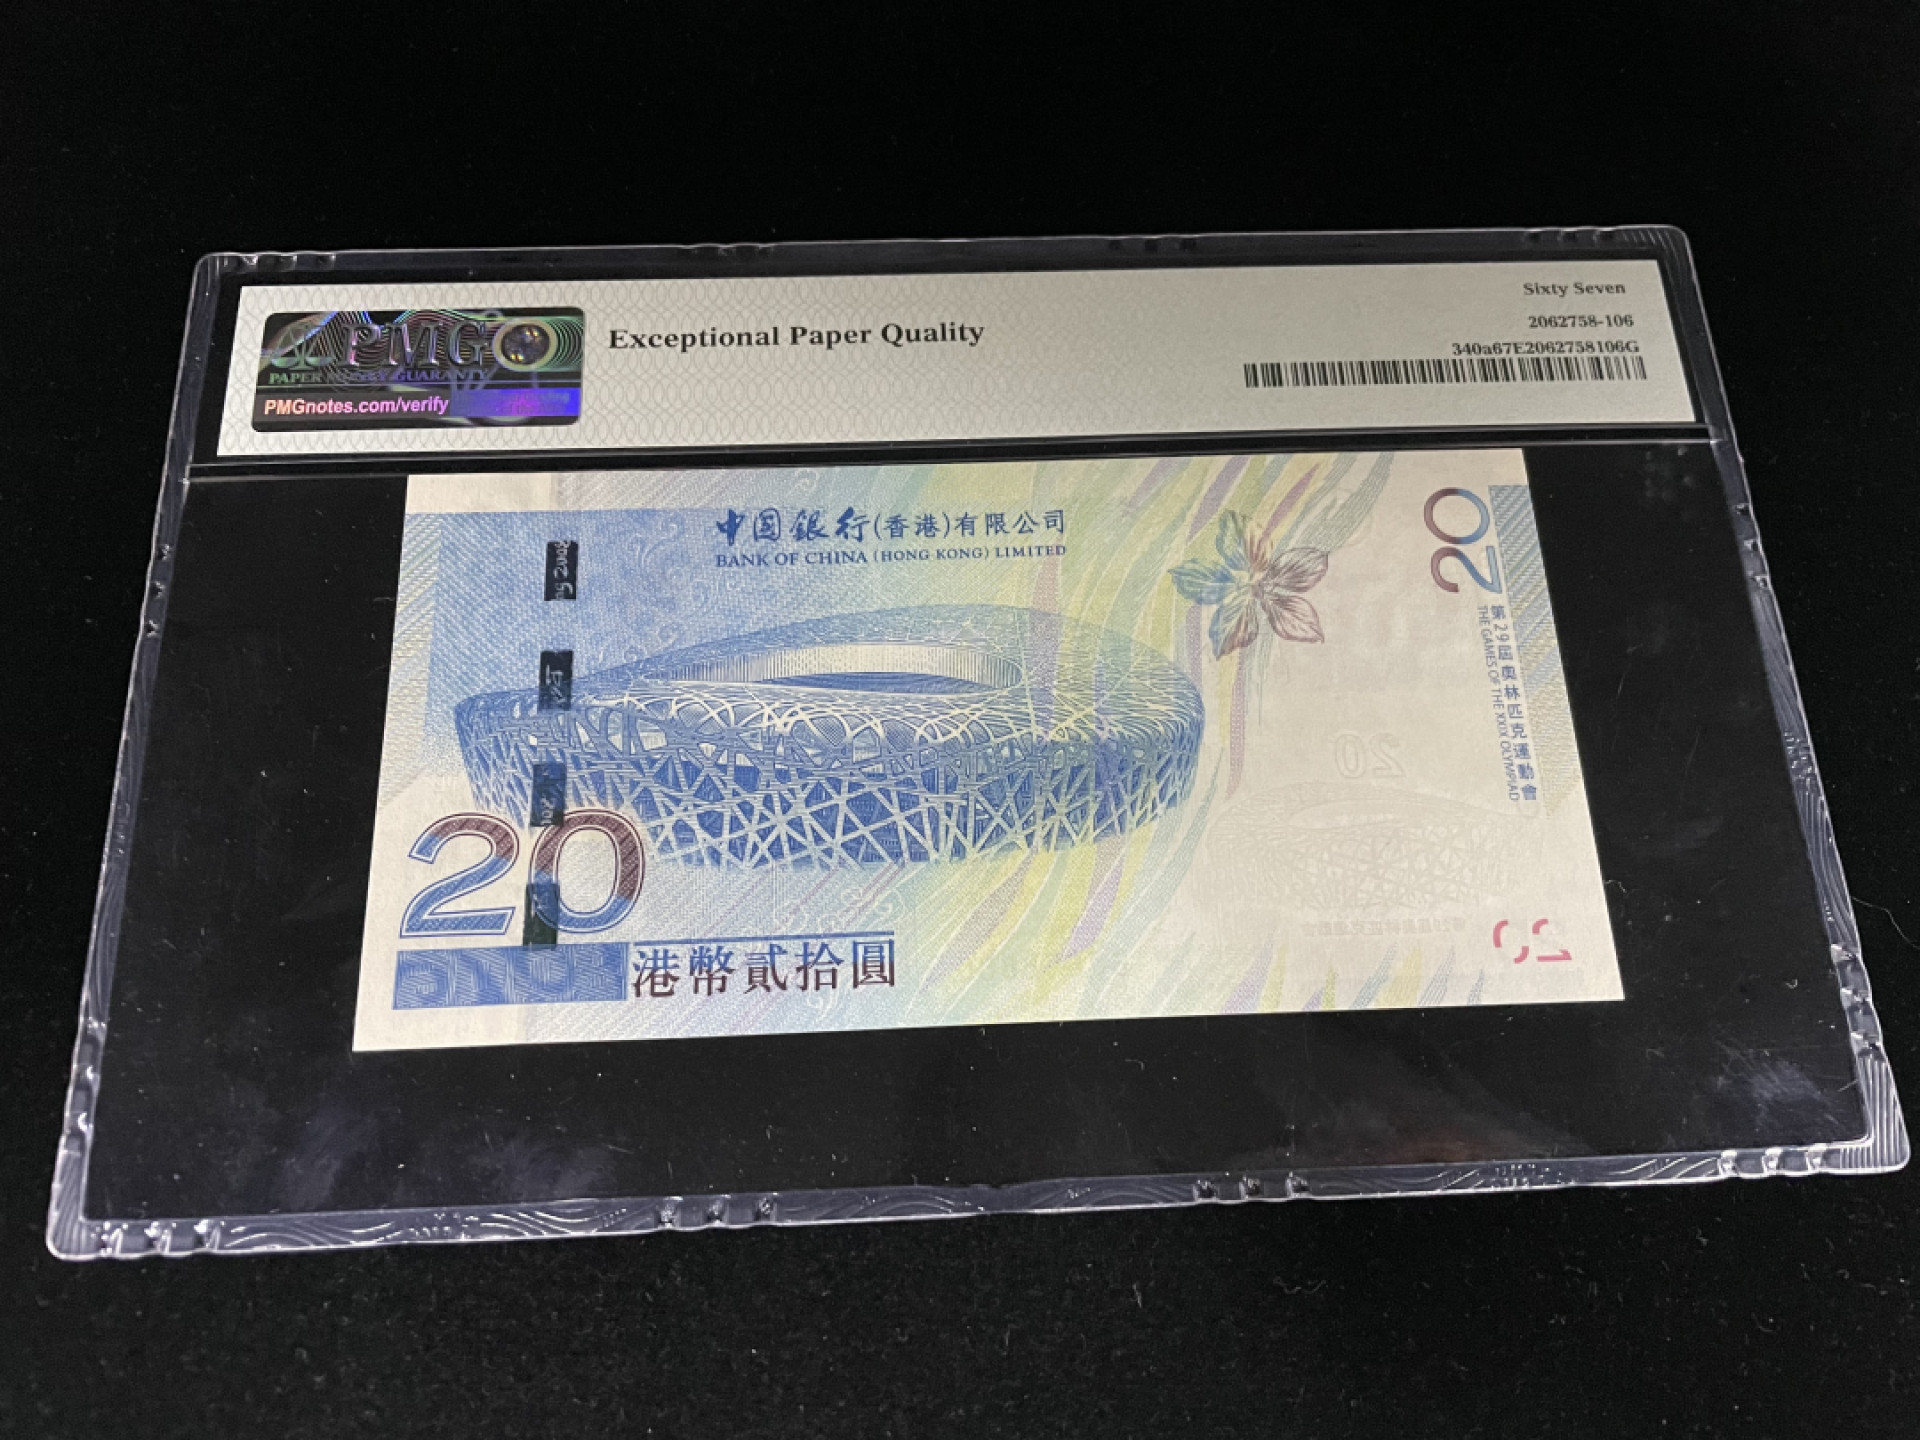 PMG
PAPER MONEY GUARANTY
PMGnotes.com/verify
Exceptional Paper Quality
Sixty Seven
2062758-106
340a67E2062758106G
中国銀行(香港)有限公司
BANK OF CHINA (HONG KONG) LIMITED
20
第29屆奧林匹克運動會
THE GAMES OF THE XXIX OLYMPIAD
20
20
港幣貳拾圓